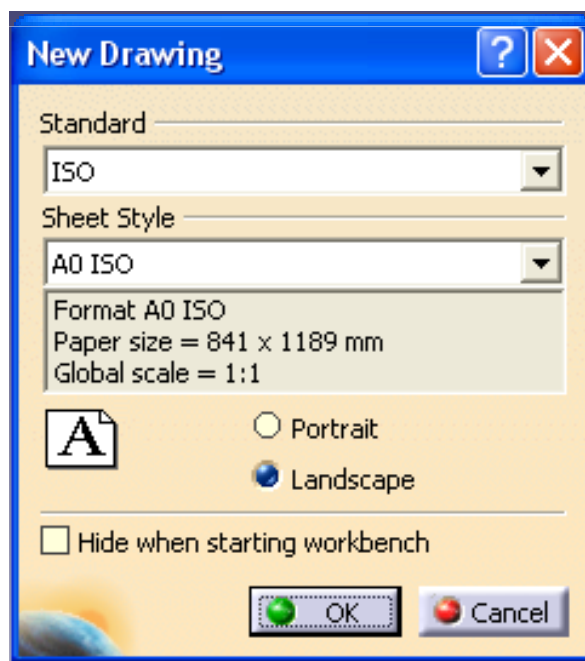 New Drawing
?
Standard
ISO
Sheet Style
A0 ISO
Format A0 ISO
Paper size = 841 x 1189 mm
Global scale = 1:1
A
Portrait
Landscape
Hide when starting workbench
OK Cancel